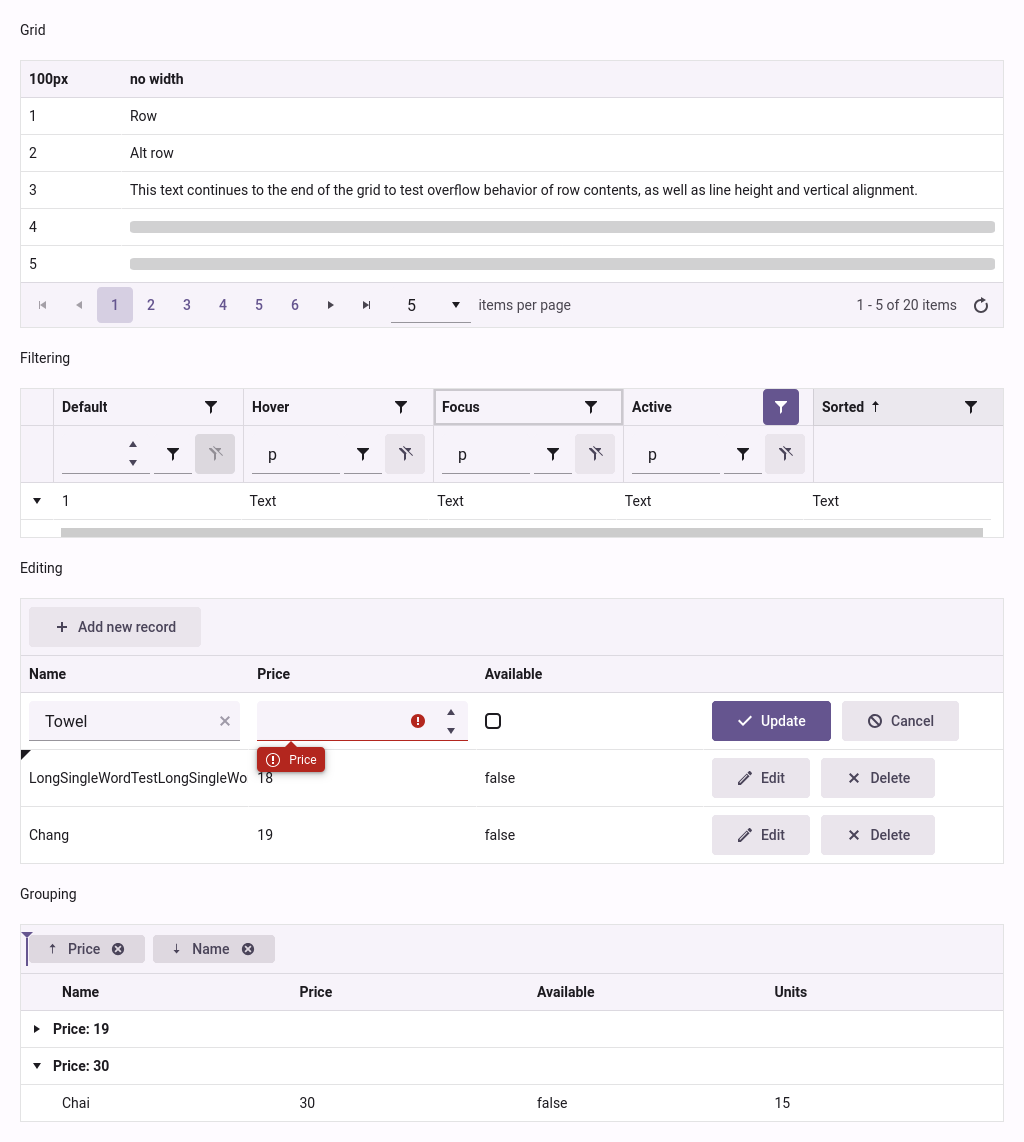 Grid
100px no width
1 Row
2 Alt row
3 This text continues to the end of the grid to test overflow behavior of row contents, as well as line height and vertical alignment.
4
5
1 2 3 4 5 6 5 items per page 1 - 5 of 20 items
Filtering
Default Hover Focus Active Sorted
p p p
1 Text Text Text Text
Editing
Add new record
Name Price Available
Towel Update Cancel
Price
LongSingleWordTestLongSingleWo 18 false Edit Delete
Chang 19 false Edit Delete
Grouping
Price Name
Name Price Available Units
Price: 19
Price: 30
Chai 30 false 15